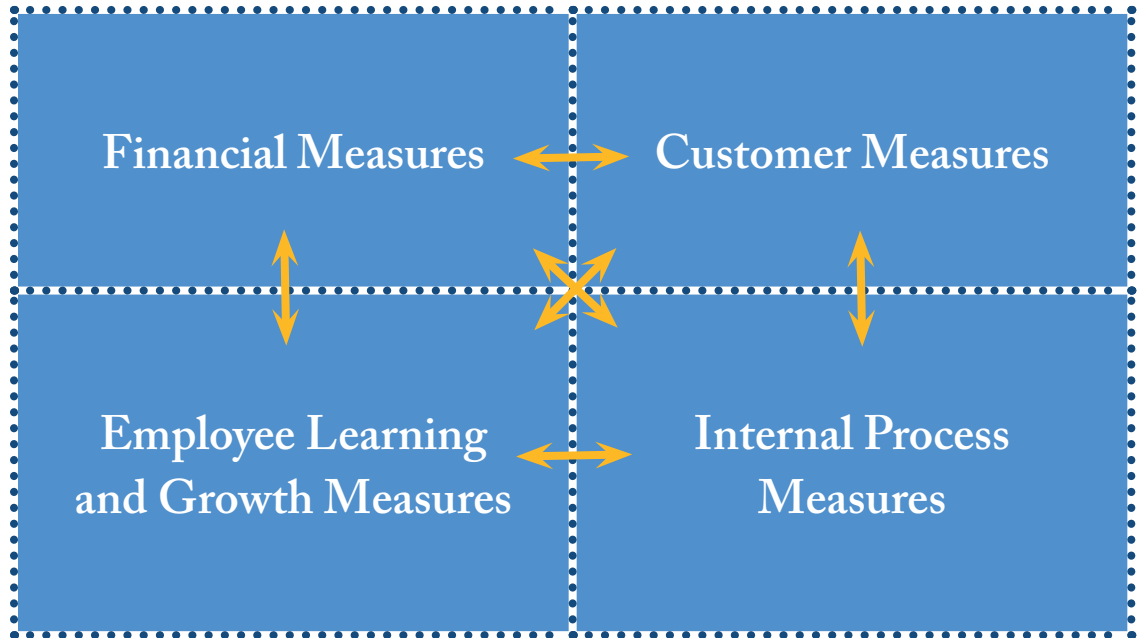 Financial Measures
Customer Measures
Employee Learning
and Growth Measures
Internal Process
Measures